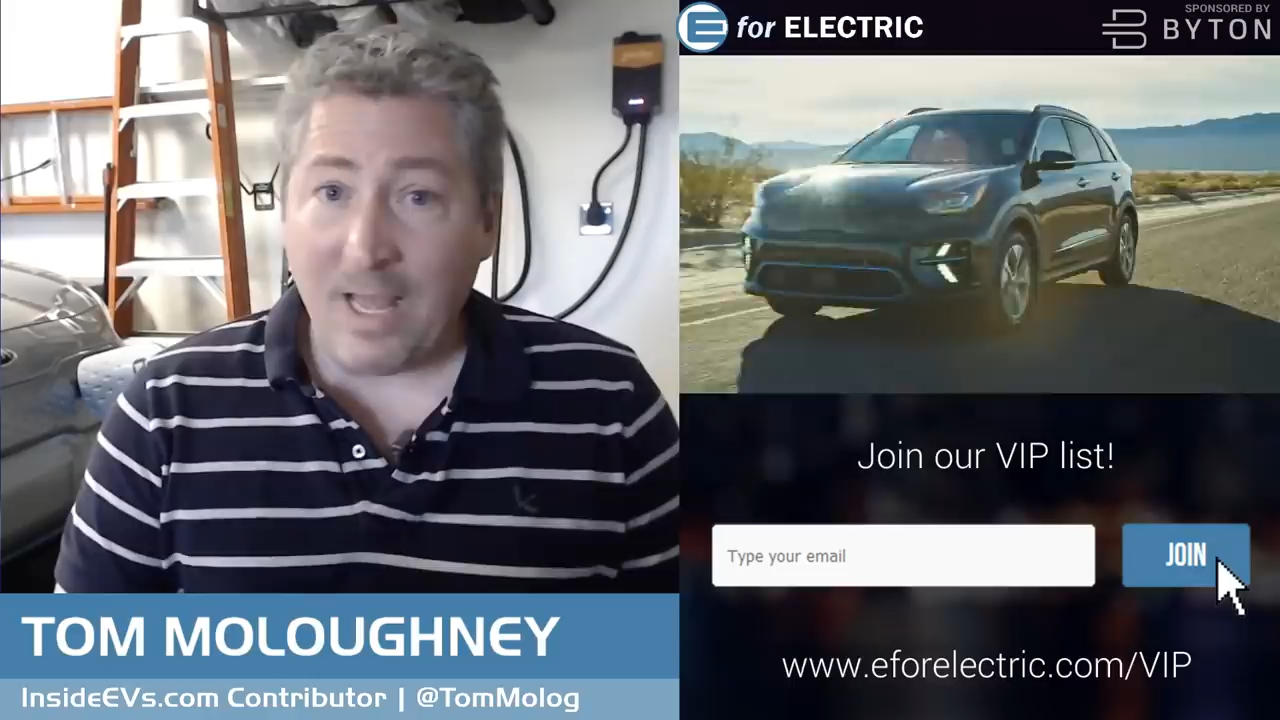 E for ELECTRIC
SPONSORED BY
BYTON
Join our VIP list!
Type your email
JOIN
www.eforelectric.com/VIP
TOM MOLOUGHNEY
InsideEVs.com Contributor | @TomMolog